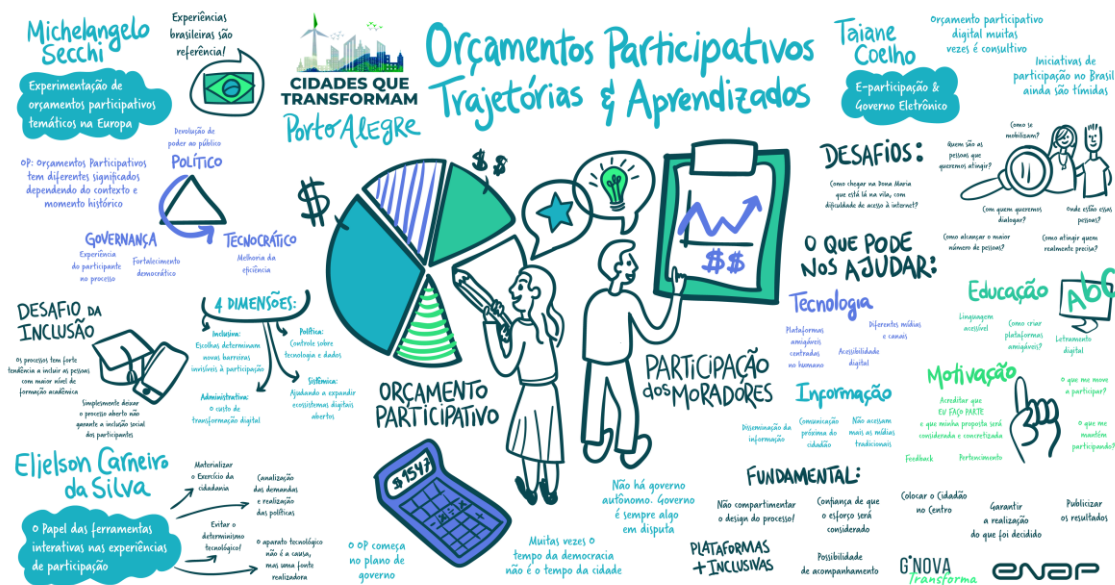 Michelangelo
Secchi
Experimentação de
orçamentos participativos
temáticos na Europa
Experiências
brasileiras são
referência!
OP: Orçamentos Participativos
tem diferentes significados
dependendo do contexto e
momento histórico
Devolução de
poder ao público
POLÍTICO
GOVERNANÇA
Experiência
do participante
no processo
Fortalecimento
democrático
TECNOCRÁTICO
Melhoria da
eficiência
DESAFIO DA
INCLUSÃO
Os processos tem forte
tendência a incluir as pessoas
com maior nível de
formação acadêmica
Simplesmente deixar
o processo aberto não
garante a inclusão social
dos participantes
4 DIMENSÕES:
Inclusiva:
Escolhas determinam
novas barreiras
invisíveis à participação
Política:
Controle sobre
tecnologia e dados
Administrativa:
O custo de
transformação digital
Sistêmica:
Ajudando a expandir
ecossistemas digitais
abertos
Eljelson Carneiro
da Silva
O Papel das ferramentas
interativas nas experiências
de participação
Materializar
o Exercício da
cidadania
Canalização
das demandas
e realização
das políticas
Evitar o
determinismo
tecnológico!
O aparato tecnológico
não é a causa,
mas uma fonte
realizadora
CIDADES QUE
TRANSFORMAM
Porto Alegre
Orçamentos Participativos
Trajetórias & Aprendizados
$
$ $
$$
ORÇAMENTO
PARTICIPATIVO
PARTICIPAÇÃO
dos MORADORES
$1547
O OP começa
no plano de
governo
Não há governo
autônomo. Governo
é sempre algo
em disputa
Muitas vezes o
tempo da democracia
não é o tempo da cidade
Taiane
Coelho
E-participação &
Governo Eletrônico
Orçamento participativo
digital muitas
vezes é consultivo
Iniciativas de
participação no Brasil
ainda são tímidas
DESAFIOS:
Como chegar na Dona Maria
que está lá na vila, com
dificuldade de acesso à internet?
Como se
mobilizam?
Quem são as
pessoas que
queremos atingir?
Com quem queremos
dialogar?
Onde estão essas
pessoas?
Como alcançar o maior
número de pessoas?
Como atingir quem
realmente precisa?
O QUE PODE
NOS AJUDAR:
Tecnologia
Plataformas
amigáveis
centradas
no humano
Diferentes mídias
e canais
Acessibilidade
digital
Educação
ABC
Linguagem
acessível
Como criar
plataformas
amigáveis?
Letramento
digital
Informação
Disseminação da
informação
Comunicação
próxima do
cidadão
Não acessam
mais as mídias
tradicionais
Motivação
Acreditar que
EU FAÇO PARTE
e que minha proposta será
considerada e concretizada
Feedback
Pertencimento
O que me move
a participar?
O que me
mantém
participando?
FUNDAMENTAL:
Não compartimentar
o design do processo!
Confiança de que
o esforço será
considerado
Colocar o Cidadão
no Centro
Garantir
a realização
do que foi decidido
Publicizar
os resultados
PLATAFORMAS
+ INCLUSIVAS
Possibilidade
de acompanhamento
G'NOVA
Transforma
enap